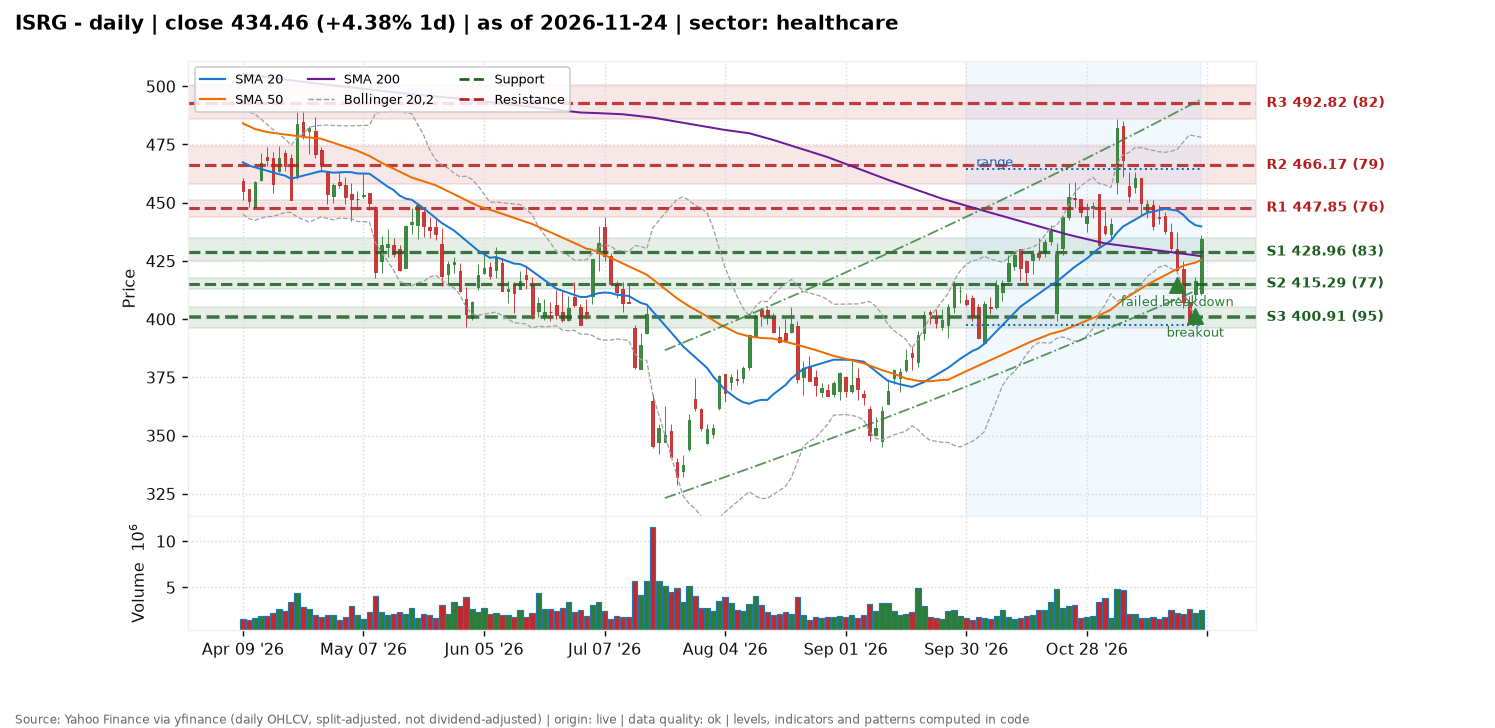 ISRG - daily | close 434.46 (+4.38% 1d) | as of 2026-11-24 | sector: healthcare
SMA 20
SMA 50
SMA 200
Bollinger 20,2
Support
Resistance
Price
500
475
450
425
400
375
350
325
range
failed breakdown
breakout
R3 492.82 (82)
R2 466.17 (79)
R1 447.85 (76)
S1 428.96 (83)
S2 415.29 (77)
S3 400.91 (95)
Volume 10⁶
10
5
Apr 09 '26
May 07 '26
Jun 05 '26
Jul 07 '26
Aug 04 '26
Sep 01 '26
Sep 30 '26
Oct 28 '26
Source: Yahoo Finance via yfinance (daily OHLCV, split-adjusted, not dividend-adjusted) | origin: live | data quality: ok | levels, indicators and patterns computed in code